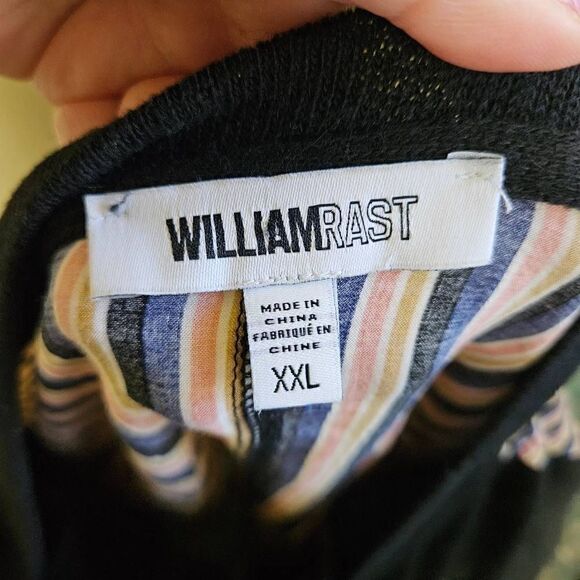 WILLIAMRAST
MADE IN
CHINA
FABRIQUÉ EN
CHINE
XXL